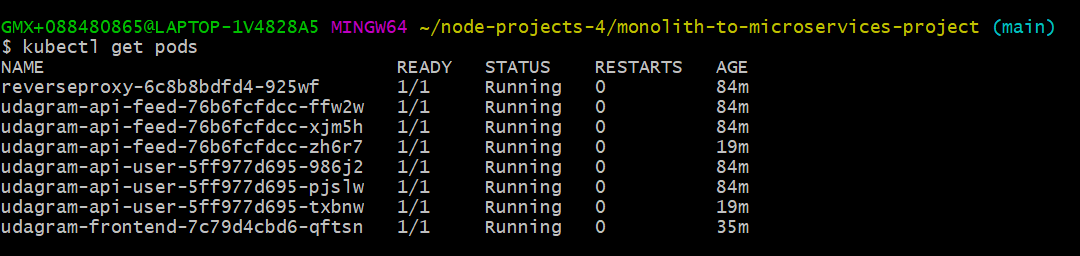 GMX+088480865@LAPTOP-1V4828A5 MINGW64 ~/node-projects-4/monolith-to-microservices-project (main)
$ kubectl get pods
NAME READY STATUS RESTARTS AGE
reverseproxy-6c8b8bdfd4-925wf 1/1 Running 0 84m
udagram-api-feed-76b6fcfdcc-ffw2w 1/1 Running 0 84m
udagram-api-feed-76b6fcfdcc-xjm5h 1/1 Running 0 84m
udagram-api-feed-76b6fcfdcc-zh6r7 1/1 Running 0 19m
udagram-api-user-5ff977d695-986j2 1/1 Running 0 84m
udagram-api-user-5ff977d695-pjslw 1/1 Running 0 84m
udagram-api-user-5ff977d695-txbnw 1/1 Running 0 19m
udagram-frontend-7c79d4cbd6-qftsn 1/1 Running 0 35m